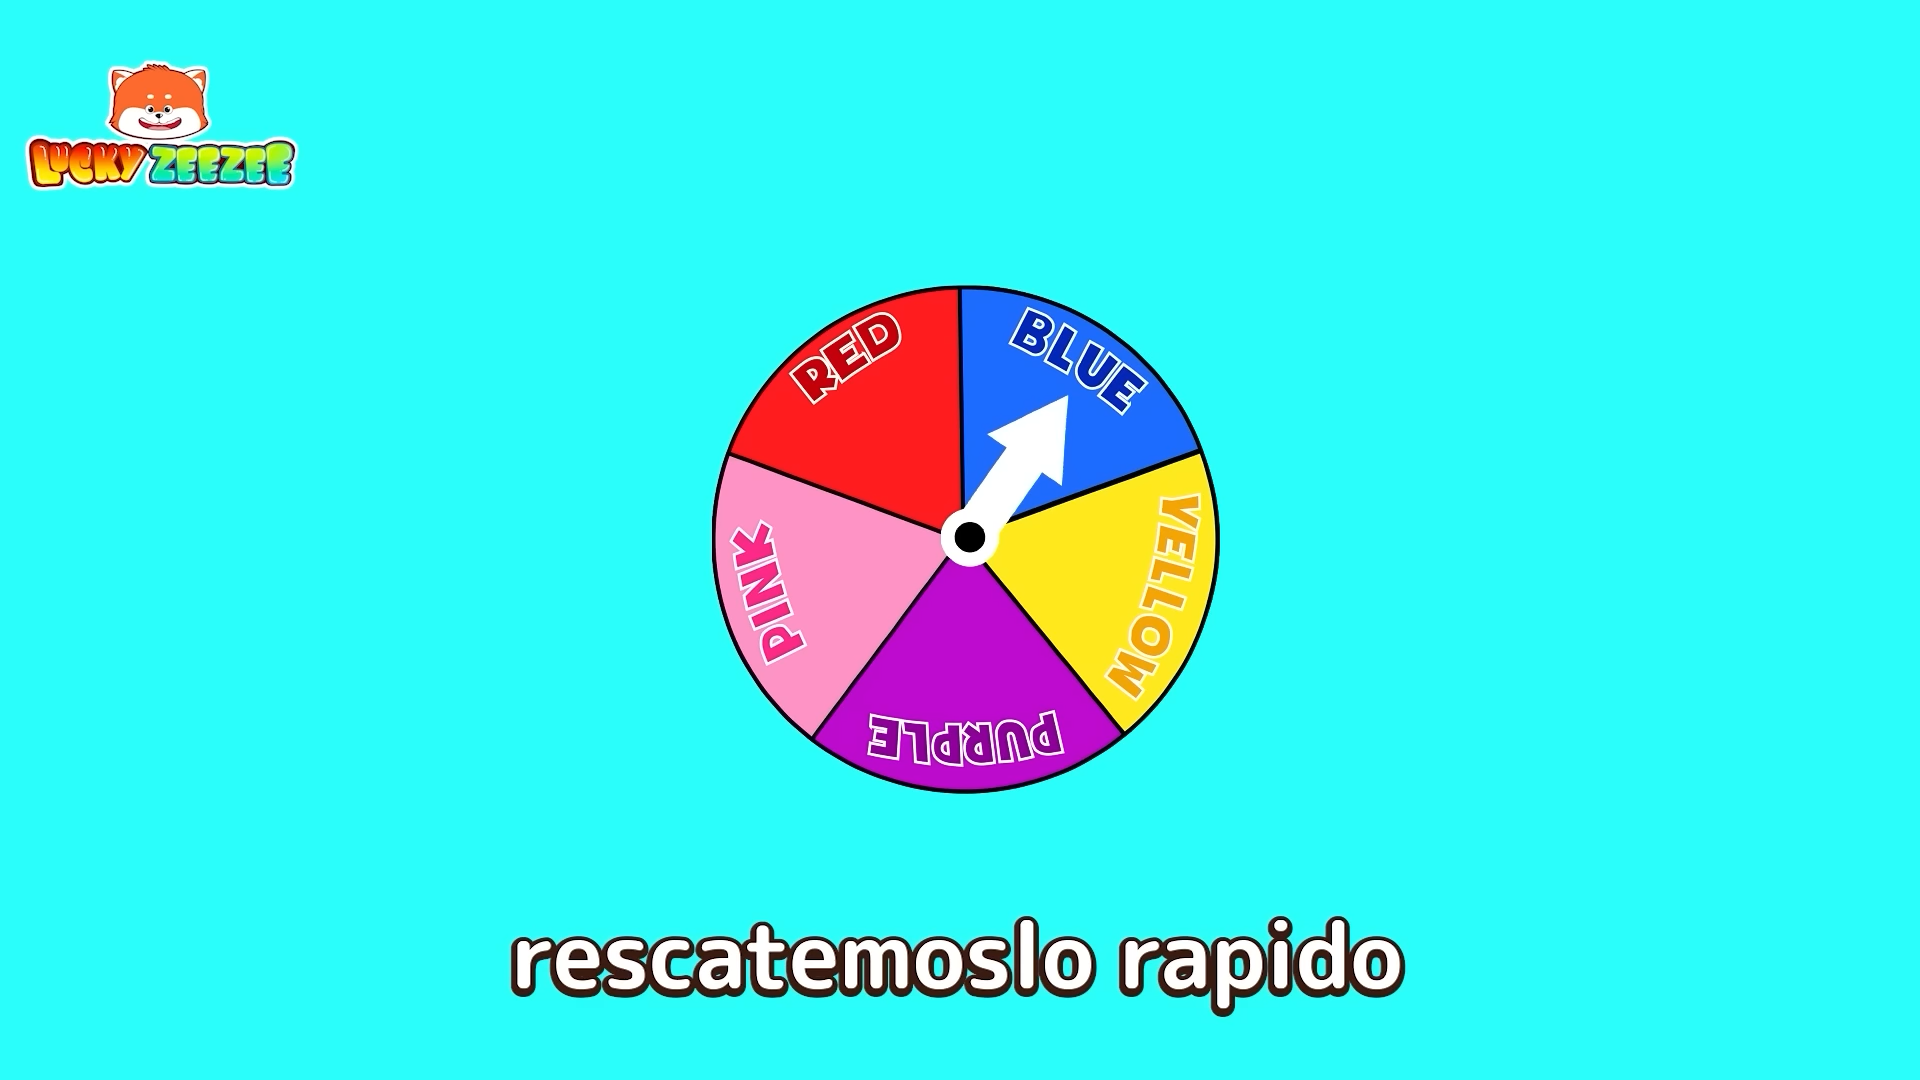 LUCKY ZEEZEE
RED
BLUE
PINK
YELLOW
PURPLE
rescatemoslo rapido